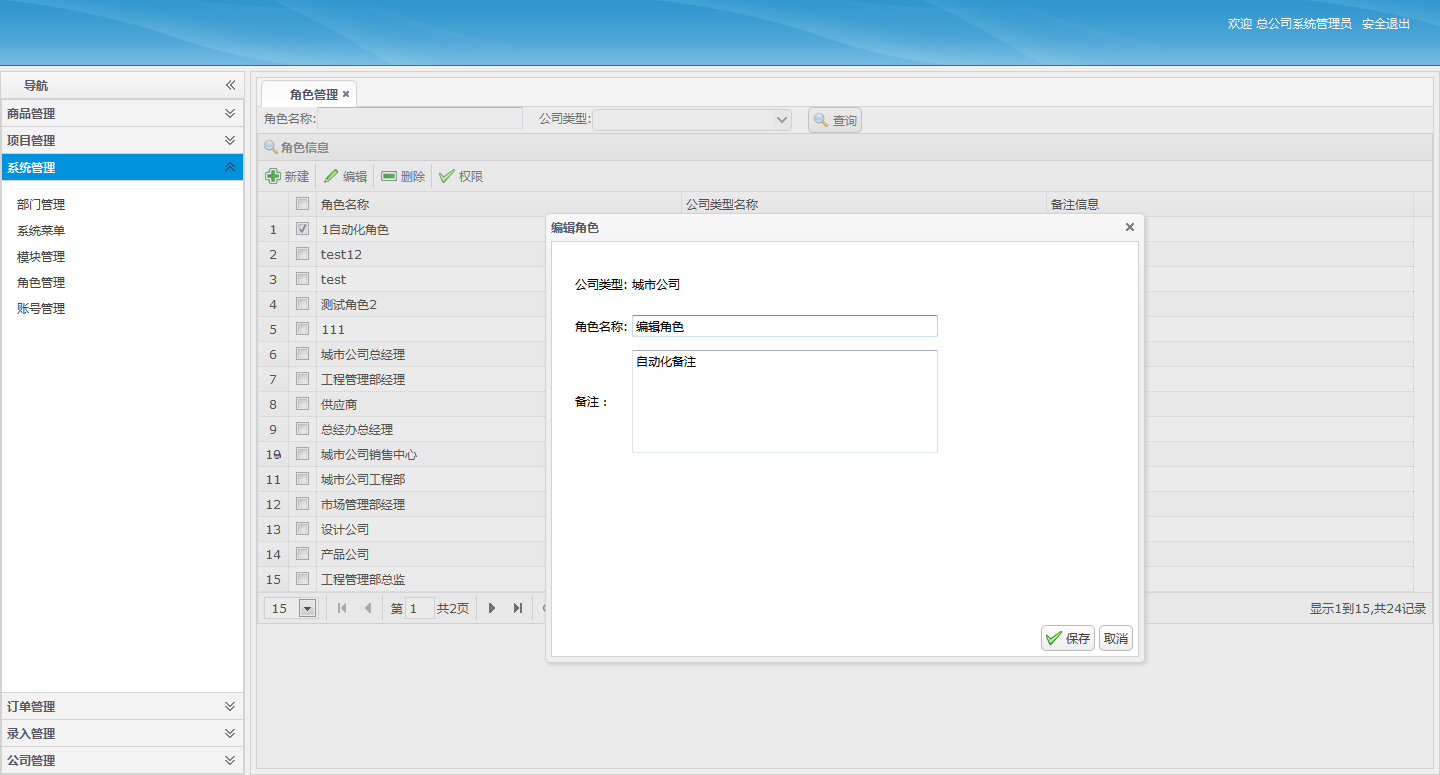 欢迎 总公司系统管理员 安全退出
导航
商品管理
项目管理
系统管理
部门管理
系统菜单
模块管理
角色管理
账号管理
订单管理
录入管理
公司管理
角色管理
角色名称: 公司类型: 查询
角色信息
新建 编辑 删除 权限
角色名称 公司类型名称 备注信息
1 1自动化角色
2 test12
3 test
4 测试角色2
5 111
6 城市公司总经理
7 工程管理部经理
8 供应商
9 总经办总经理
10 城市公司销售中心
11 城市公司工程部
12 市场管理部经理
13 设计公司
14 产品公司
15 工程管理部总监
15 第 1 共2页 显示1到15,共24记录
编辑角色
公司类型: 城市公司
角色名称: 编辑角色
备注： 自动化备注
保存 取消